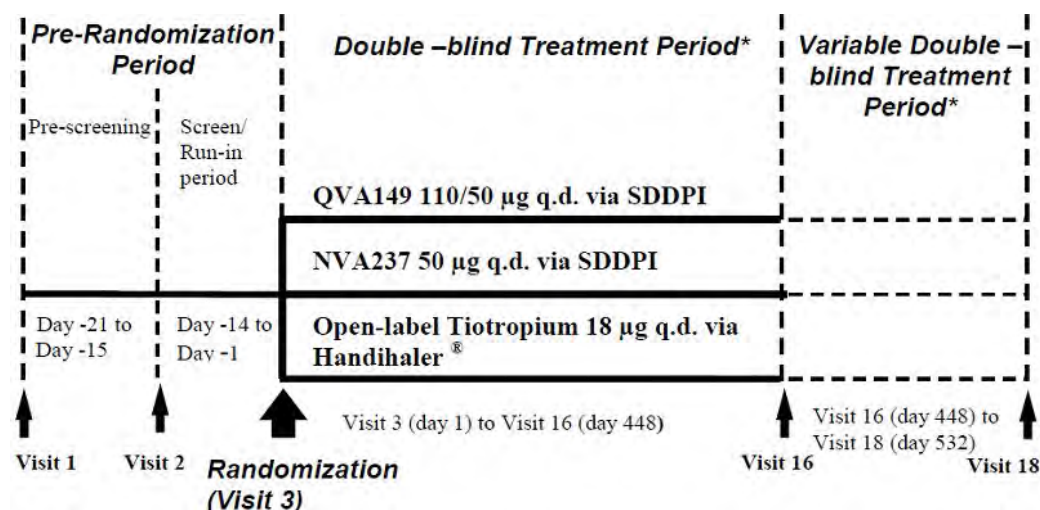 Pre-Randomization
Period
Double –blind Treatment Period*
Variable Double –
blind Treatment
Period*
Pre-screening
Screen/
Run-in
period
QVA149 110/50 µg q.d. via SDDPI
NVA237 50 µg q.d. via SDDPI
Day -21 to
Day -15
Day -14 to
Day -1
Open-label Tiotropium 18 µg q.d. via
Handihaler ®
Visit 3 (day 1) to Visit 16 (day 448)
Visit 16 (day 448) to
Visit 18 (day 532)
Visit 1
Visit 2
Randomization
(Visit 3)
Visit 16
Visit 18